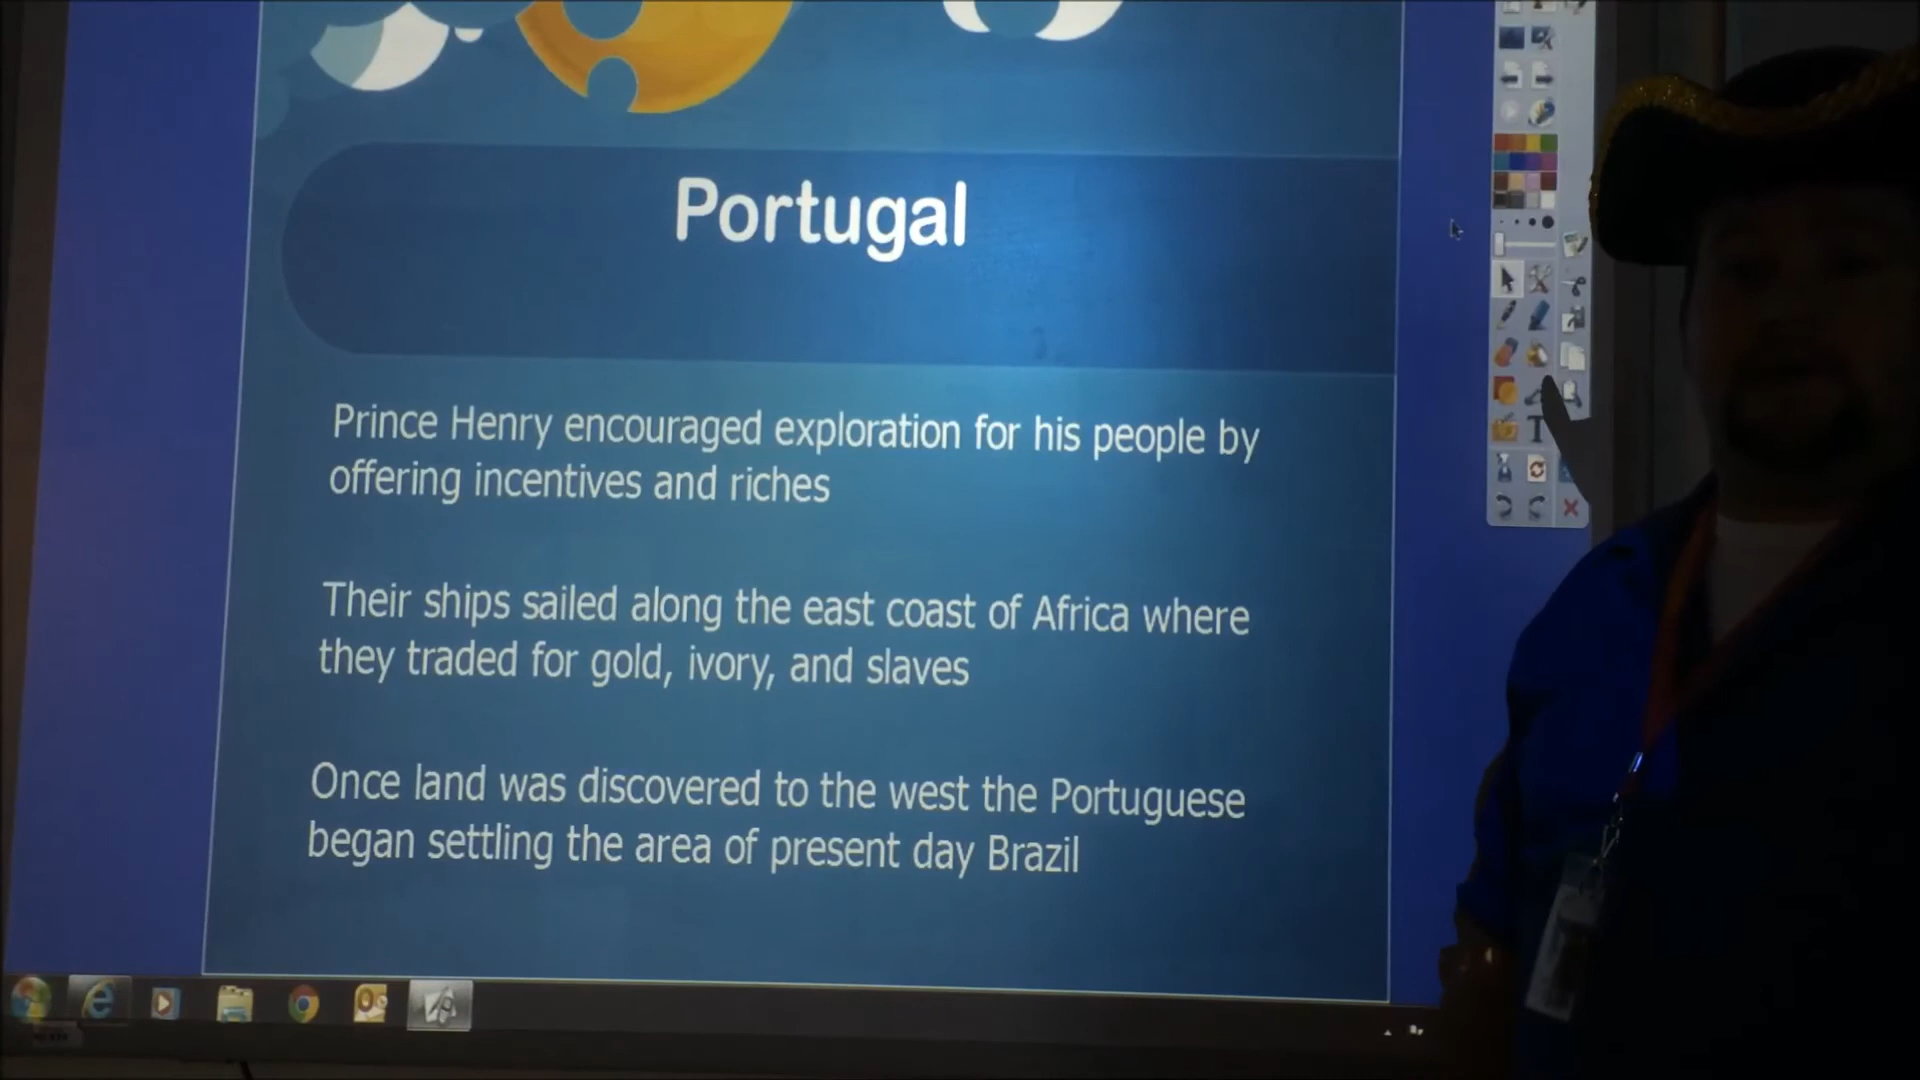 Portugal
Prince Henry encouraged exploration for his people by
offering incentives and riches
Their ships sailed along the east coast of Africa where
they traded for gold, ivory, and slaves
Once land was discovered to the west the Portuguese
began settling the area of present day Brazil